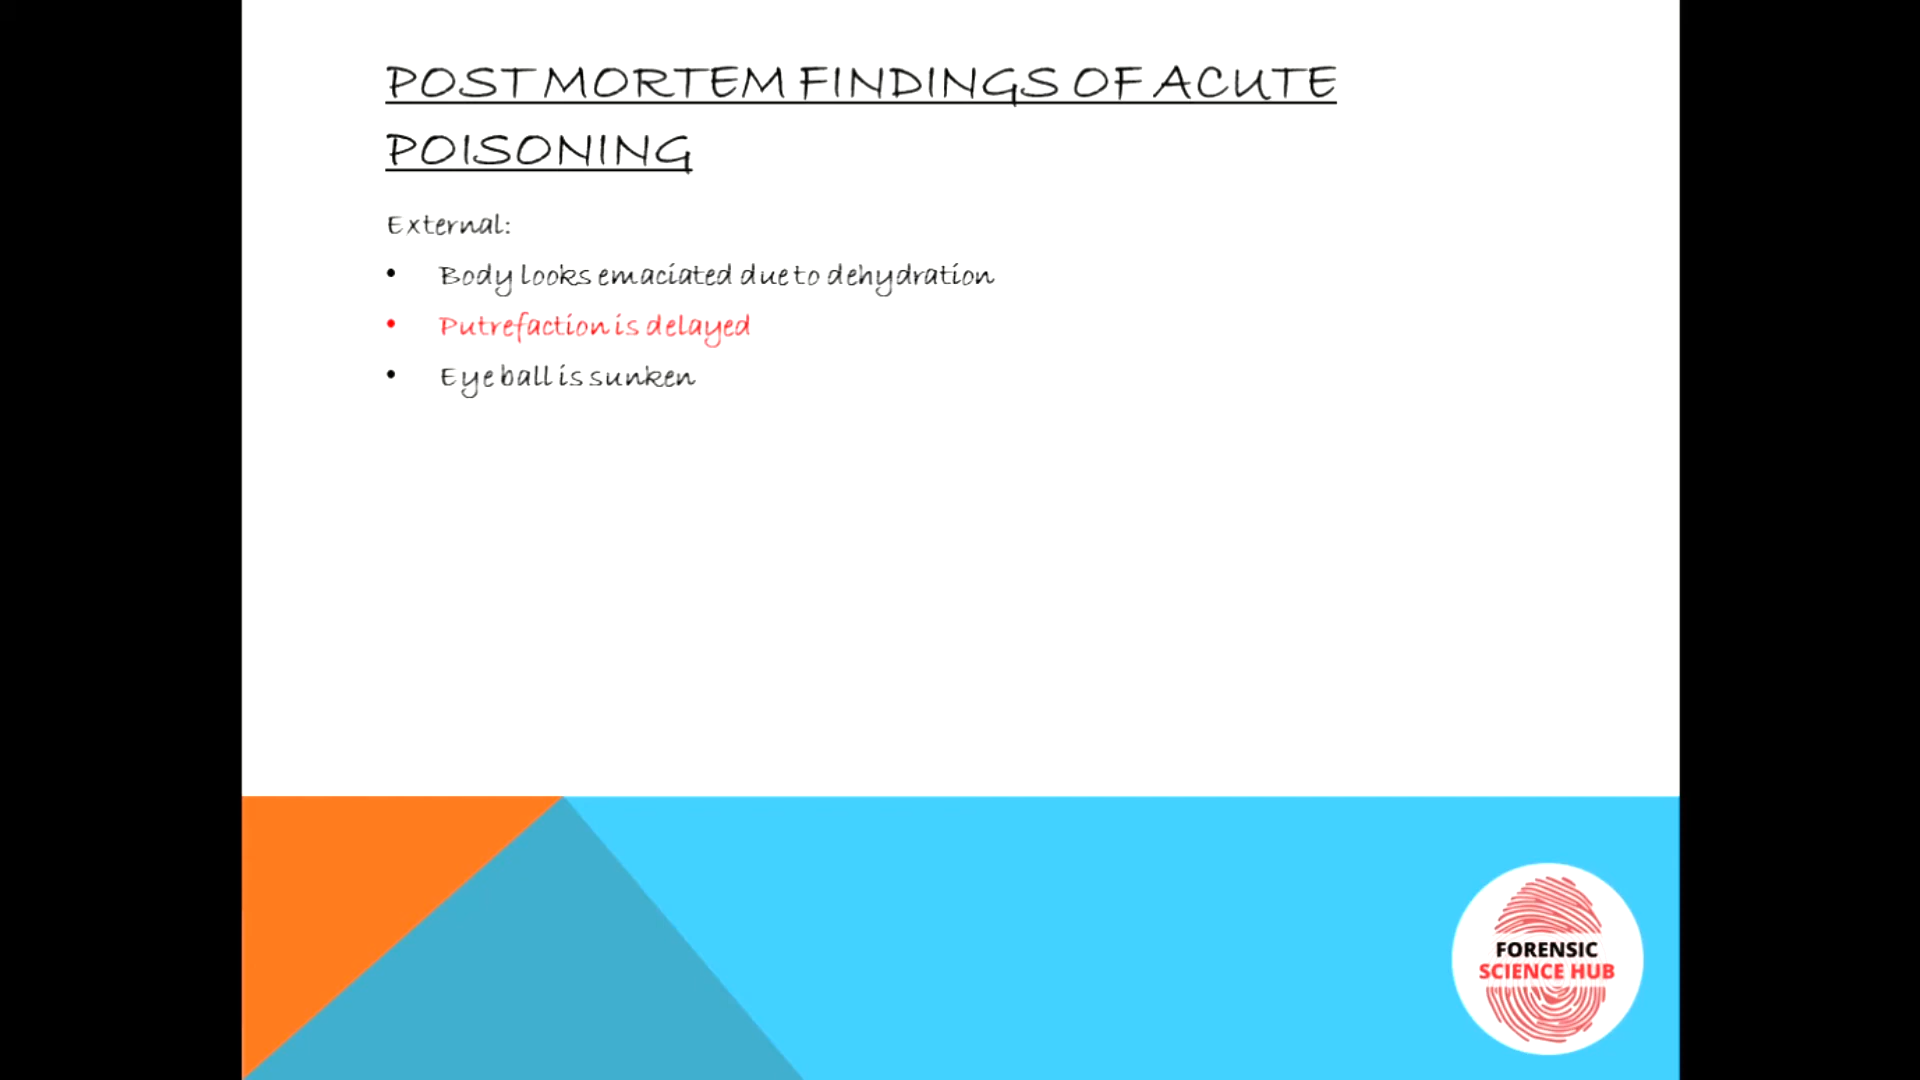 POST MORTEM FINDINGS OF ACUTE
POISONING
External:
• Body looks emaciated due to dehydration
• Putrefaction is delayed
• Eye ball is sunken
FORENSIC
SCIENCE HUB